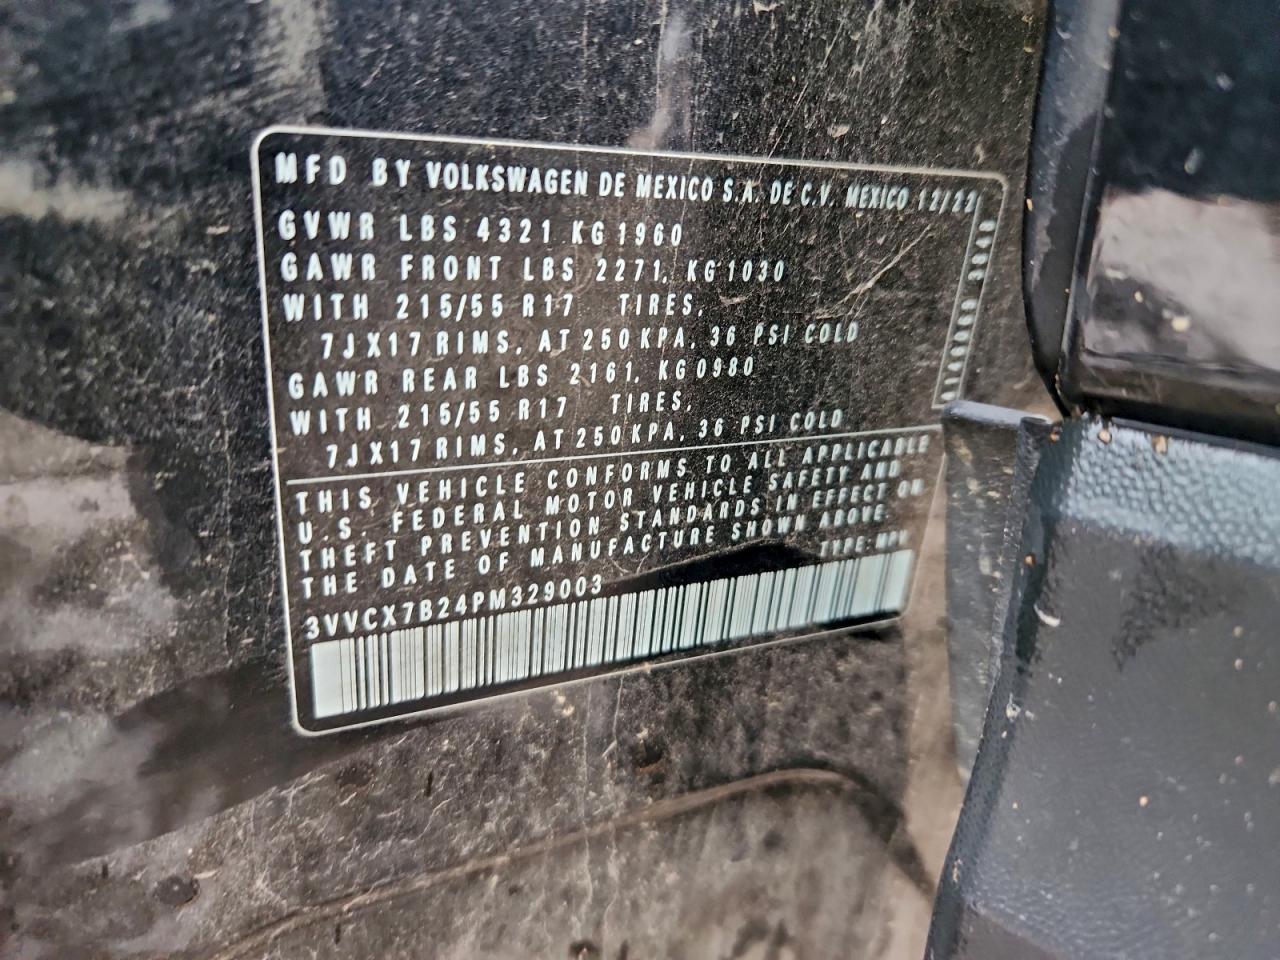 MFD BY VOLKSWAGEN DE MEXICO S.A. DE C.V. MEXICO 12/22
GVWR LBS 4321 KG 1960
GAWR FRONT LBS 2271, KG 1030
WITH 215/55 R17 TIRES,
7JX17 RIMS, AT 250 KPA, 36 PSI COLD
GAWR REAR LBS 2161, KG 0980
WITH 215/55 R17 TIRES,
7JX17 RIMS, AT 250 KPA, 36 PSI COLD
THIS VEHICLE CONFORMS TO ALL APPLICABLE
U.S. FEDERAL MOTOR VEHICLE SAFETY AND
THEFT PREVENTION STANDARDS IN EFFECT ON
THE DATE OF MANUFACTURE SHOWN ABOVE.
TYPE: MPV
3VVCX7B24PM329003